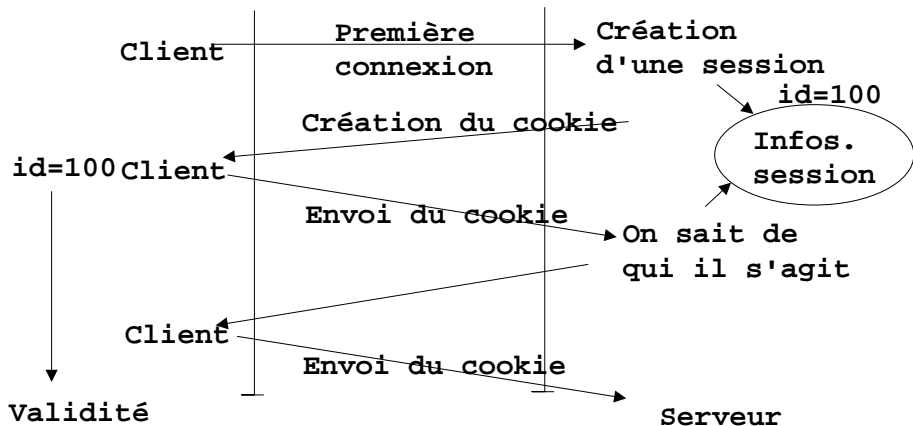 Client
Première
connexion
Création
d'une session
id=100
Création du cookie
Infos.
session
id=100
Client
Envoi du cookie
On sait de
qui il s'agit
Client
Envoi du cookie
Validité
Serveur